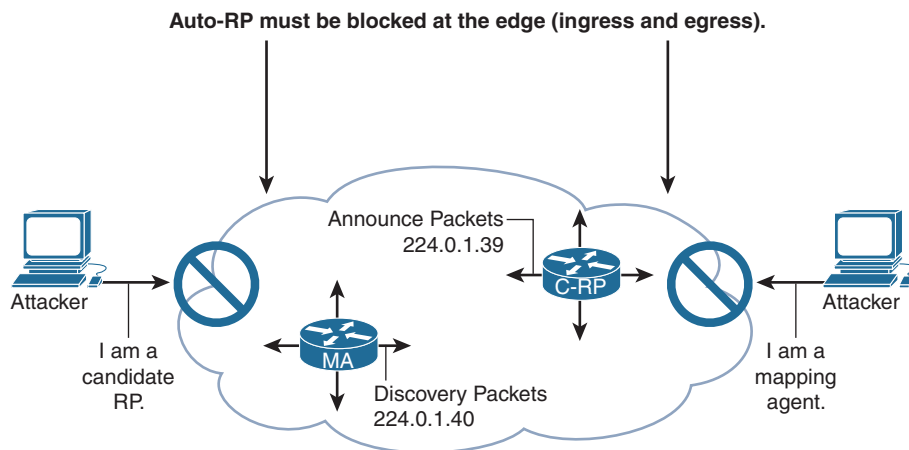 Auto-RP must be blocked at the edge (ingress and egress).
Announce Packets
224.0.1.39
C-RP
Attacker
Attacker
I am a
candidate
RP.
MA
Discovery Packets
224.0.1.40
I am a
mapping
agent.